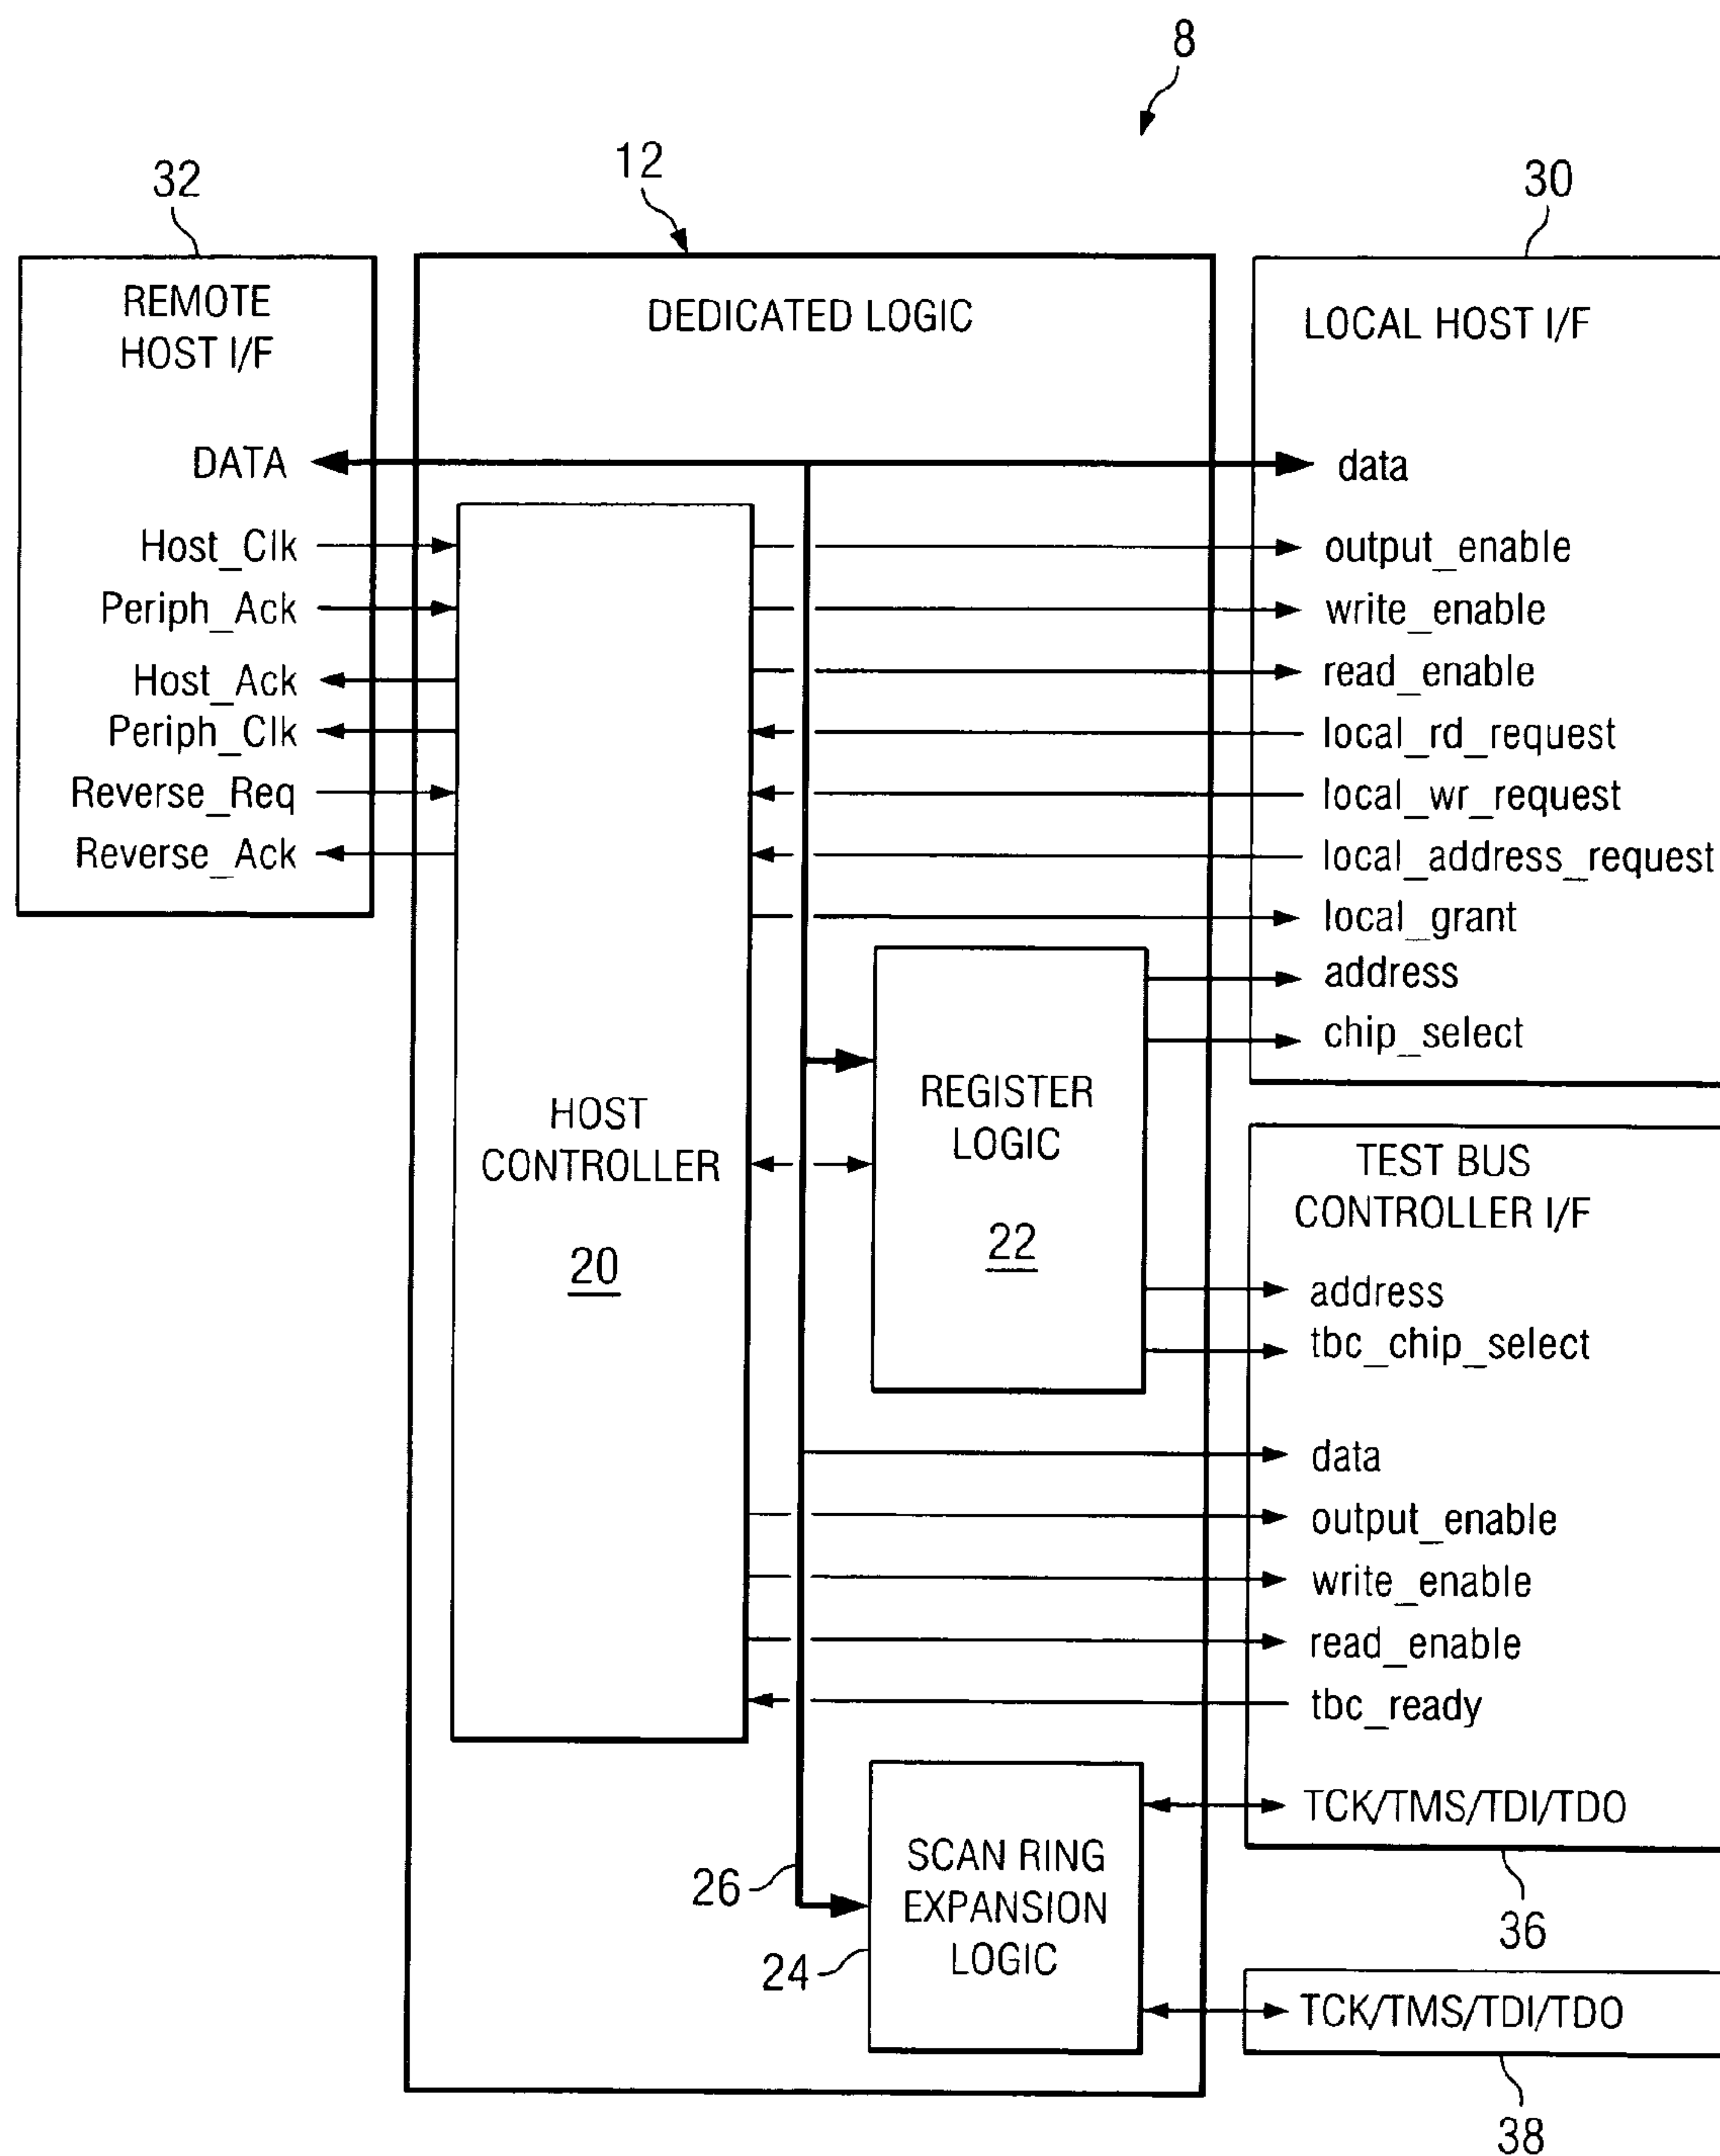 8
32
12
30
REMOTE
HOST I/F
DATA
Host_Clk
Periph_Ack
Host_Ack
Periph_Clk
Reverse_Req
Reverse_Ack
DEDICATED LOGIC
HOST
CONTROLLER
20
REGISTER
LOGIC
22
26
24
SCAN RING
EXPANSION
LOGIC
LOCAL HOST I/F
data
output_enable
write_enable
read_enable
local_rd_request
local_wr_request
local_address_request
local_grant
address
chip_select
TEST BUS
CONTROLLER I/F
address
tbc_chip_select
data
output_enable
write_enable
read_enable
tbc_ready
TCK/TMS/TDI/TDO
36
TCK/TMS/TDI/TDO
38